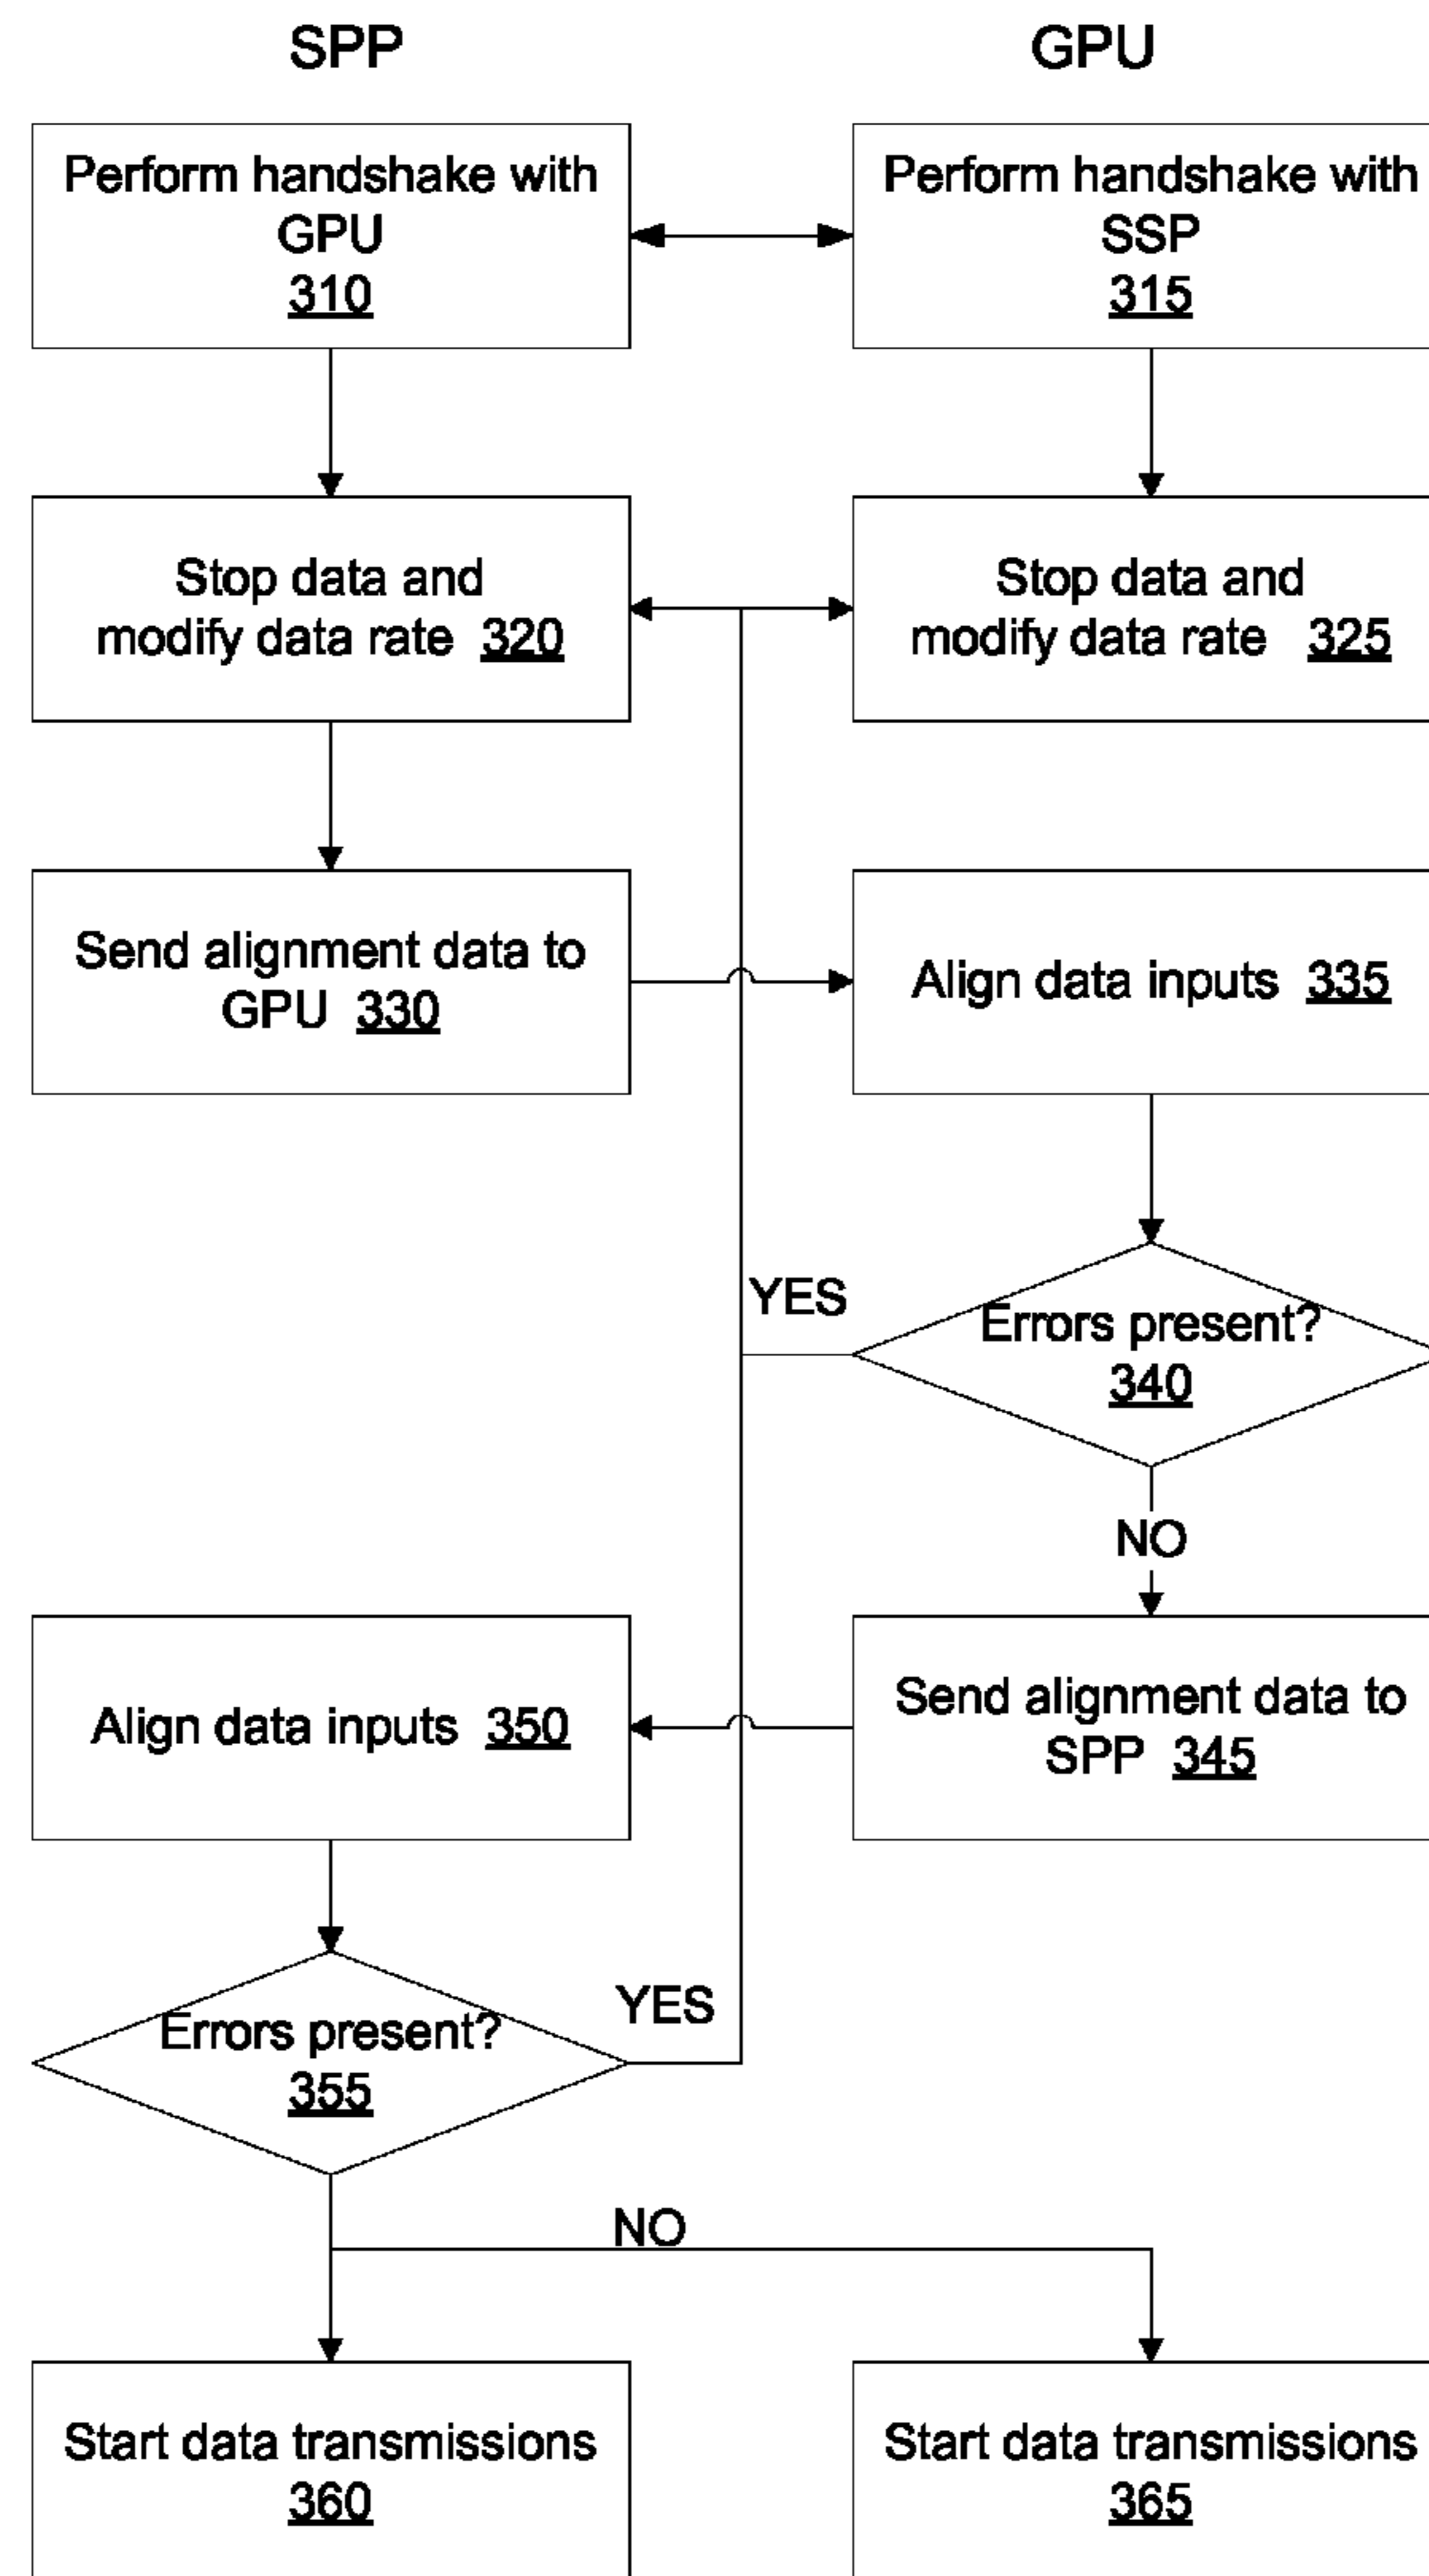 SPP
GPU
Perform handshake with
GPU
310
Perform handshake with
SSP
315
Stop data and
modify data rate 320
Stop data and
modify data rate 325
Send alignment data to
GPU 330
Align data inputs 335
YES
Errors present?
340
NO
Align data inputs 350
Send alignment data to
SPP 345
Errors present?
355
YES
NO
Start data transmissions
360
Start data transmissions
365